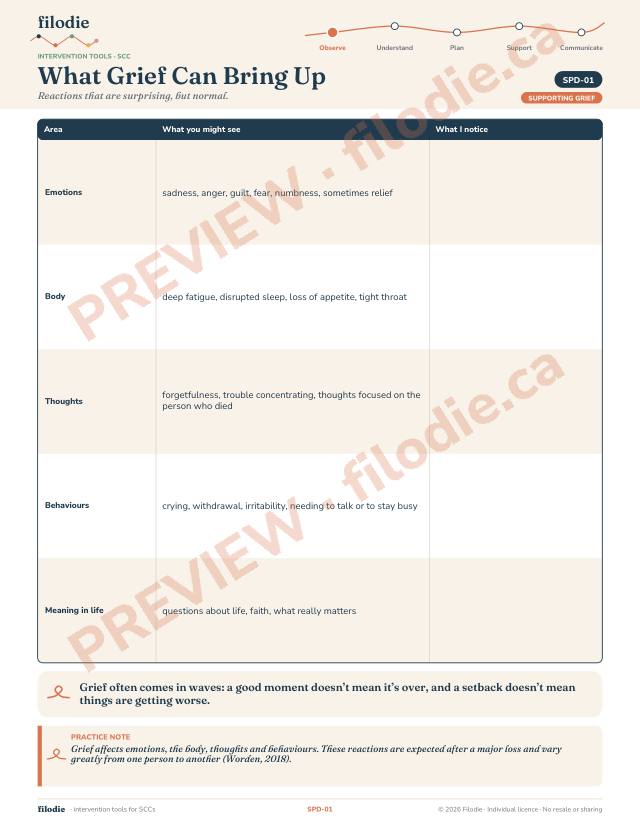 filodie
Observe Understand Plan Support Communicate
INTERVENTION TOOLS · SCC
What Grief Can Bring Up
Reactions that are surprising, but normal.
SPD-01
SUPPORTING GRIEF
Area What you might see What I notice
Emotions sadness, anger, guilt, fear, numbness, sometimes relief
Body deep fatigue, disrupted sleep, loss of appetite, tight throat
Thoughts forgetfulness, trouble concentrating, thoughts focused on the
person who died
Behaviours crying, withdrawal, irritability, needing to talk or to stay busy
Meaning in life questions about life, faith, what really matters
PREVIEW · filodie.ca
PREVIEW · filodie.ca
Grief often comes in waves: a good moment doesn’t mean it’s over, and a setback doesn’t mean
things are getting worse.
PRACTICE NOTE
Grief affects emotions, the body, thoughts and behaviours. These reactions are expected after a major loss and vary
greatly from one person to another (Worden, 2018).
filodie · intervention tools for SCCs SPD-01 © 2026 Filodie · Individual licence · No resale or sharing